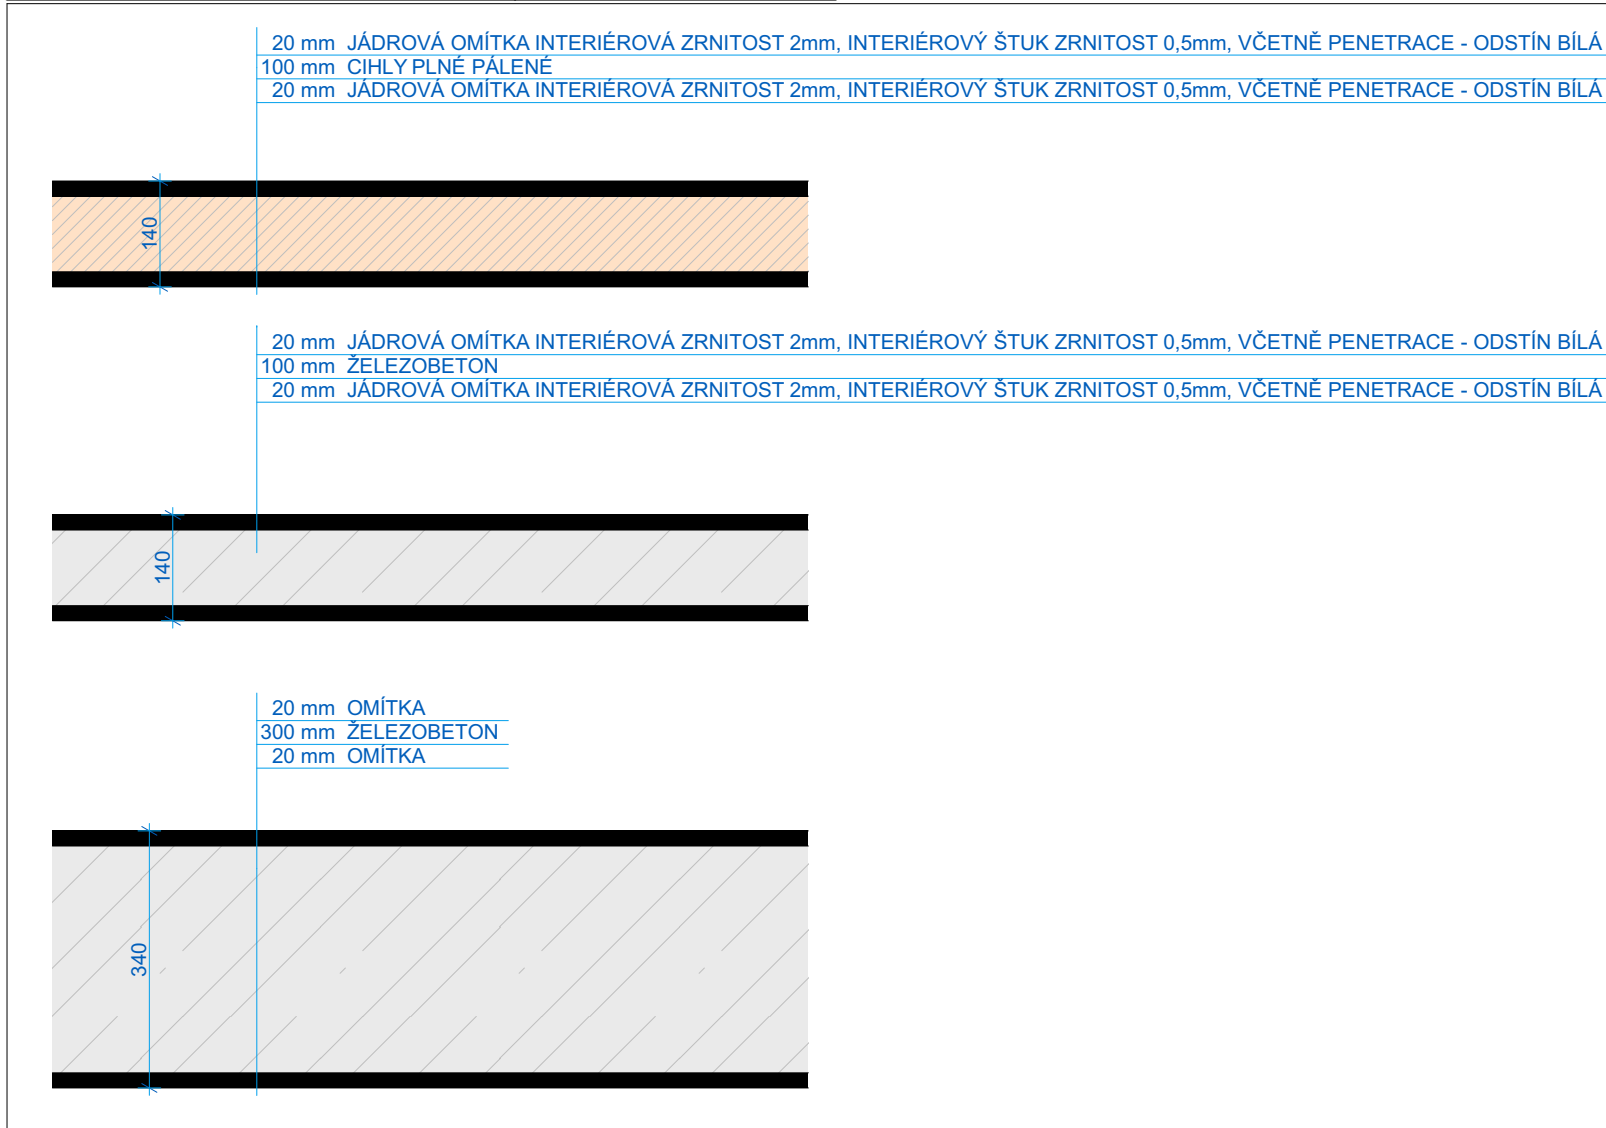 20 mm JÁDROVÁ OMÍTKA INTERIÉROVÁ ZRNITOST 2mm, INTERIÉROVÝ ŠTUK ZRNITOST 0,5mm, VČETNĚ PENETRACE - ODSTÍN BÍLÁ
100 mm CIHLY PLNÉ PÁLENÉ
20 mm JÁDROVÁ OMÍTKA INTERIÉROVÁ ZRNITOST 2mm, INTERIÉROVÝ ŠTUK ZRNITOST 0,5mm, VČETNĚ PENETRACE - ODSTÍN BÍLÁ
140
20 mm JÁDROVÁ OMÍTKA INTERIÉROVÁ ZRNITOST 2mm, INTERIÉROVÝ ŠTUK ZRNITOST 0,5mm, VČETNĚ PENETRACE - ODSTÍN BÍLÁ
100 mm ŽELEZOBETON
20 mm JÁDROVÁ OMÍTKA INTERIÉROVÁ ZRNITOST 2mm, INTERIÉROVÝ ŠTUK ZRNITOST 0,5mm, VČETNĚ PENETRACE - ODSTÍN BÍLÁ
140
20 mm OMÍTKA
300 mm ŽELEZOBETON
20 mm OMÍTKA
340